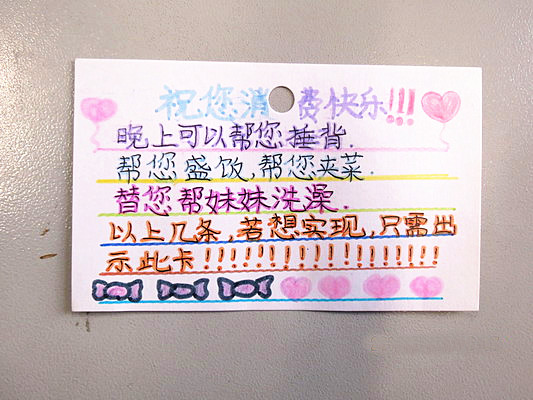 祝您消费快乐!!!
晚上可以帮您捶背.
帮您盛饭,帮您夹菜.
替您帮妹妹洗澡.
以上几条,若想实现,只需出
示此卡!!!!!!!!!!!!!!!!!!